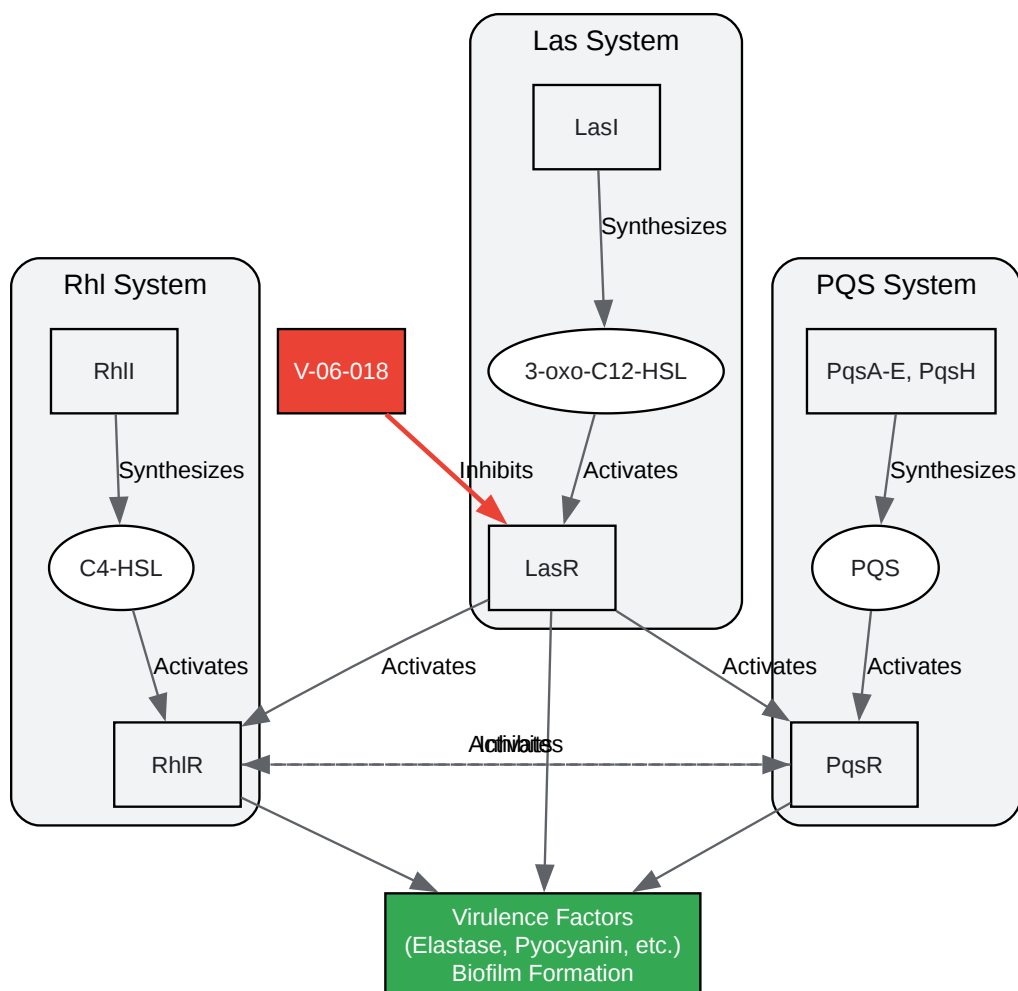 Las System
LasI
Synthesizes
Rhl System
PQS System
RhlI
V-06-018
3-oxo-C12-HSL
PqsA-E, PqsH
Synthesizes
Inhibits
Activates
Synthesizes
C4-HSL
LasR
PQS
Activates
Activates
Activates
Activates
Activates
Inhibits
RhlR
PqsR
Virulence Factors
(Elastase, Pyocyanin, etc.)
Biofilm Formation